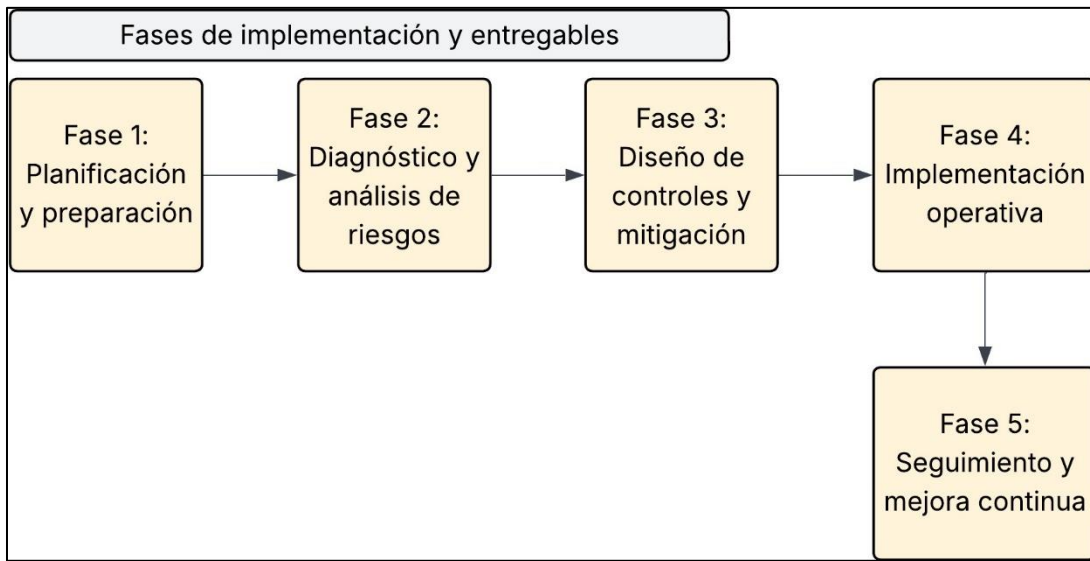 Fases de implementación y entregables
Fase 1:
Planificación
y preparación
Fase 2:
Diagnóstico y
análisis de
riesgos
Fase 3:
Diseño de
controles y
mitigación
Fase 4:
Implementación
operativa
Fase 5:
Seguimiento y
mejora continua